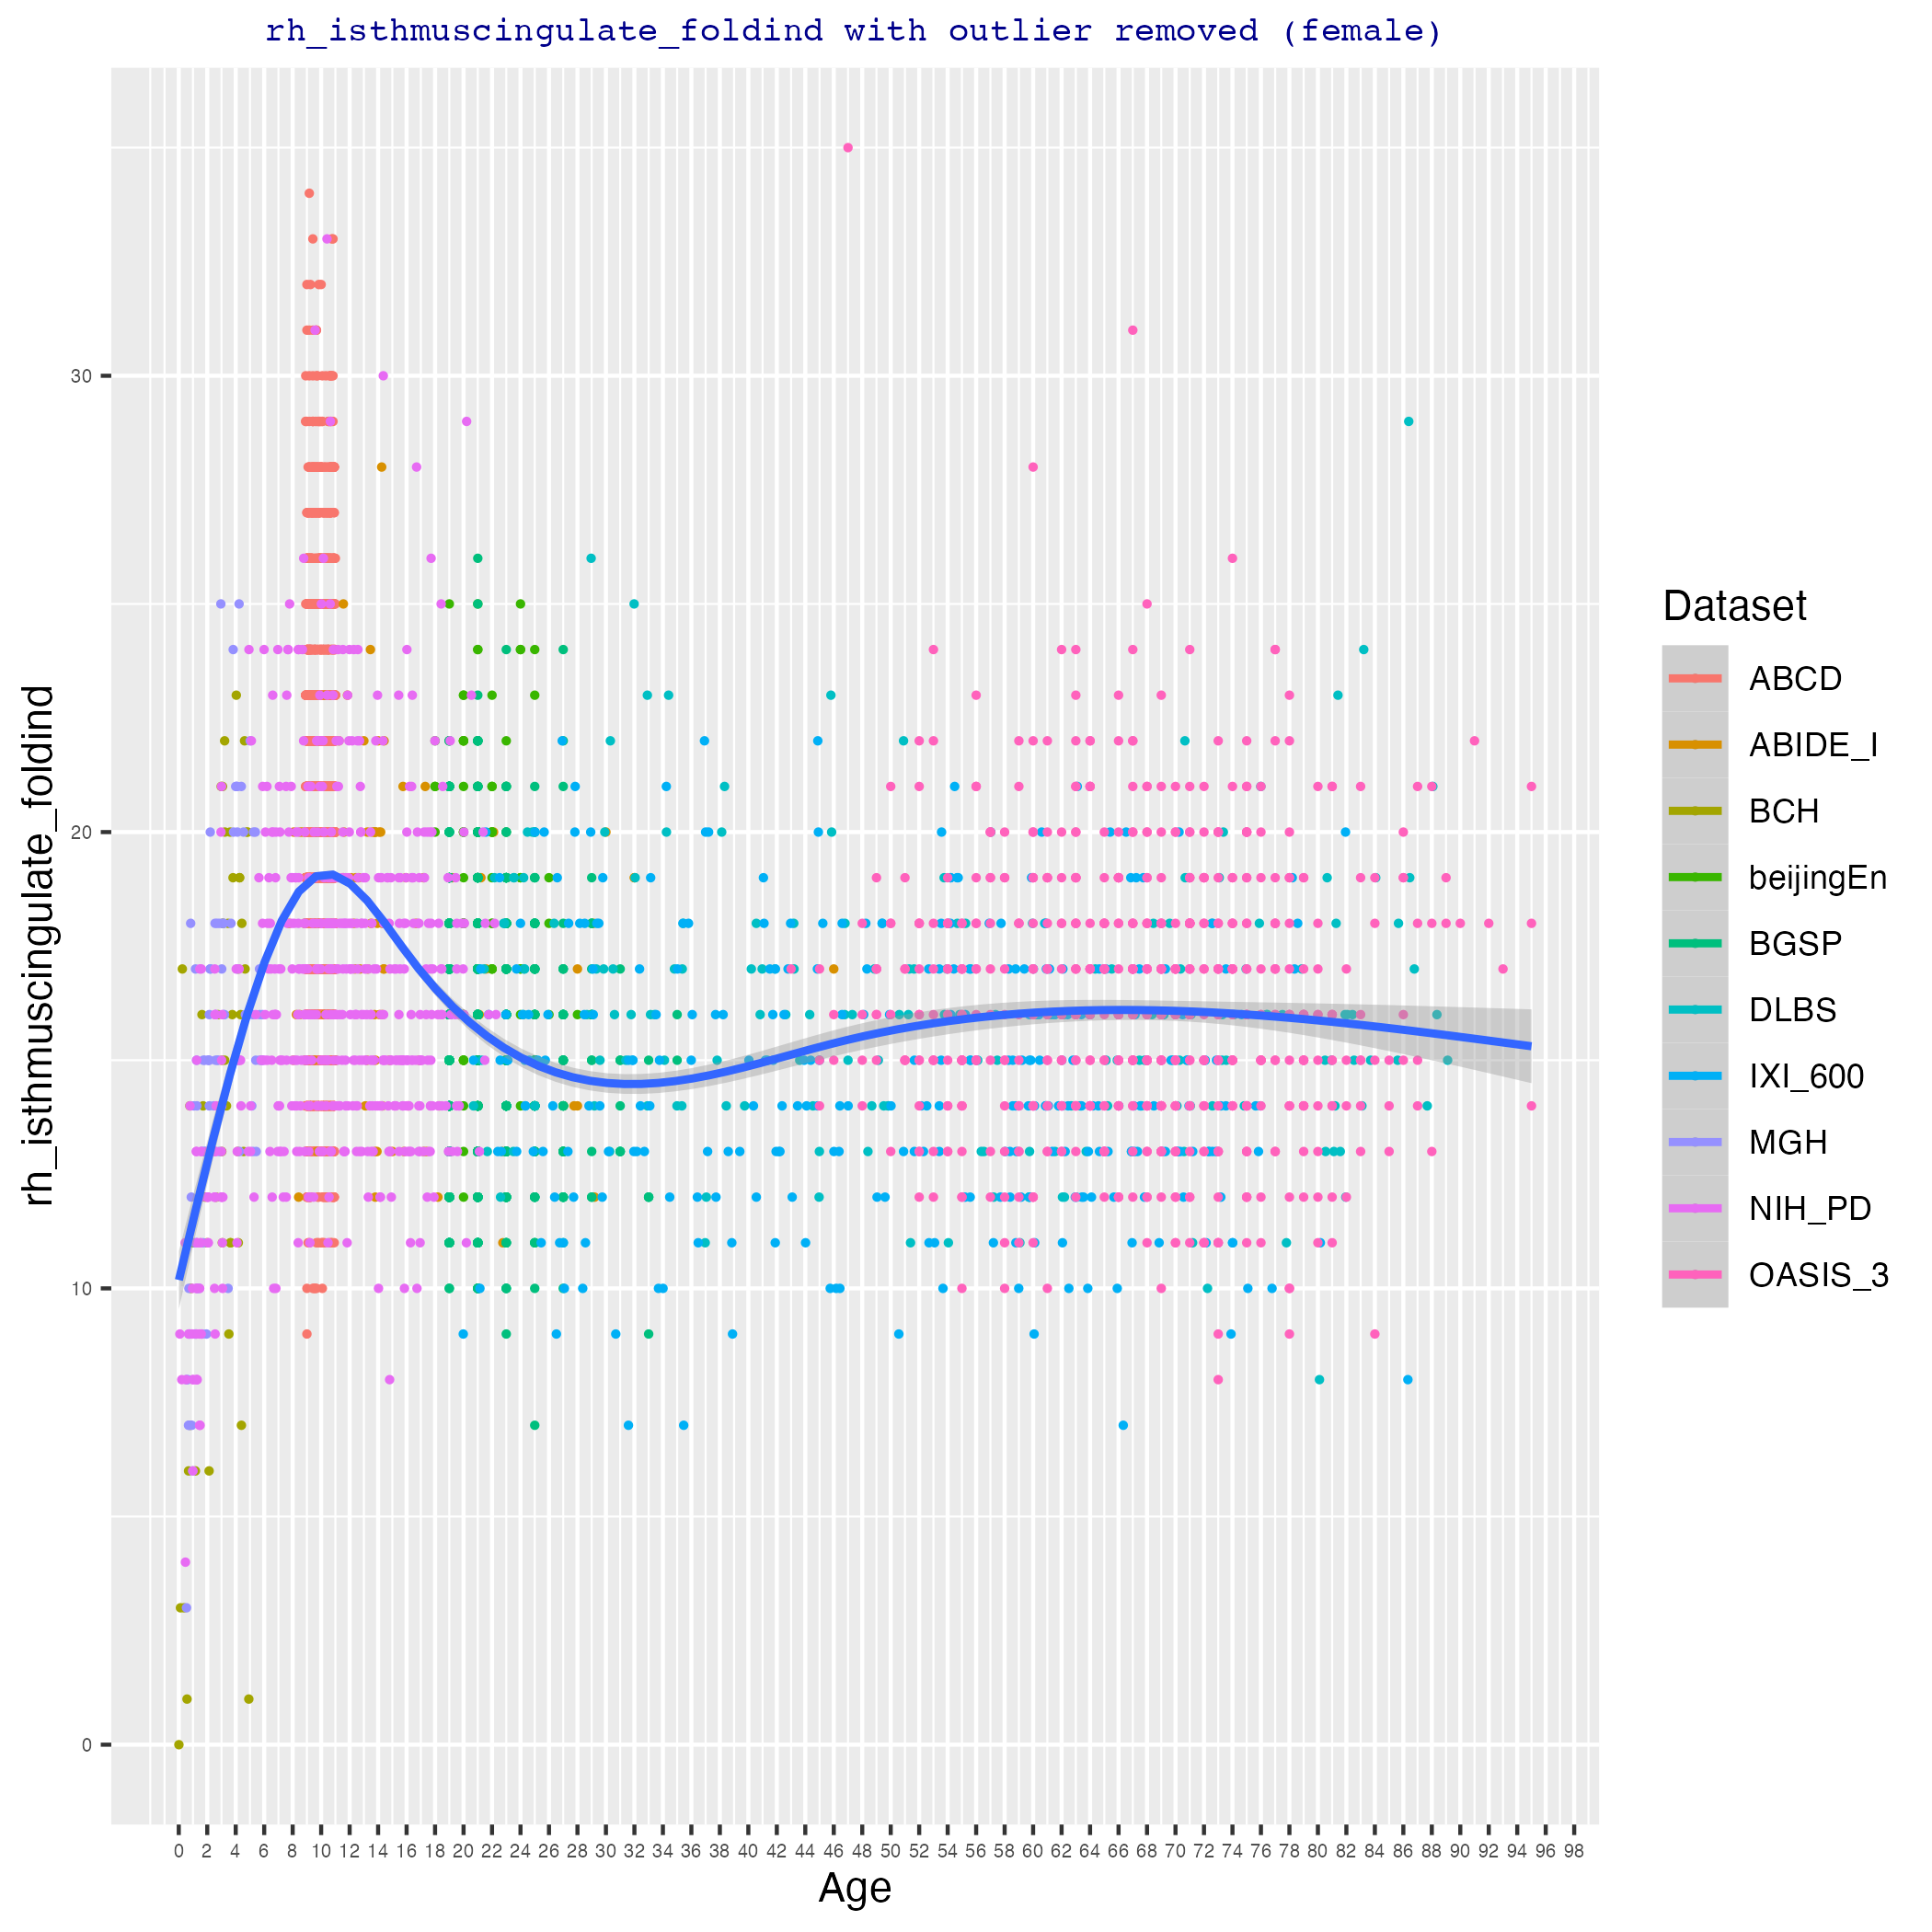 rh_isthmuscingulate_foldind with outlier removed (female)
rh_isthmuscingulate_foldind
30
20
10
0
0 2 4 6 8 10 12 14 16 18 20 22 24 26 28 30 32 34 36 38 40 42 44 46 48 50 52 54 56 58 60 62 64 66 68 70 72 74 76 78 80 82 84 86 88 90 92 94 96 98
Age
Dataset
ABCD
ABIDE_I
BCH
beijingEn
BGSP
DLBS
IXI_600
MGH
NIH_PD
OASIS_3